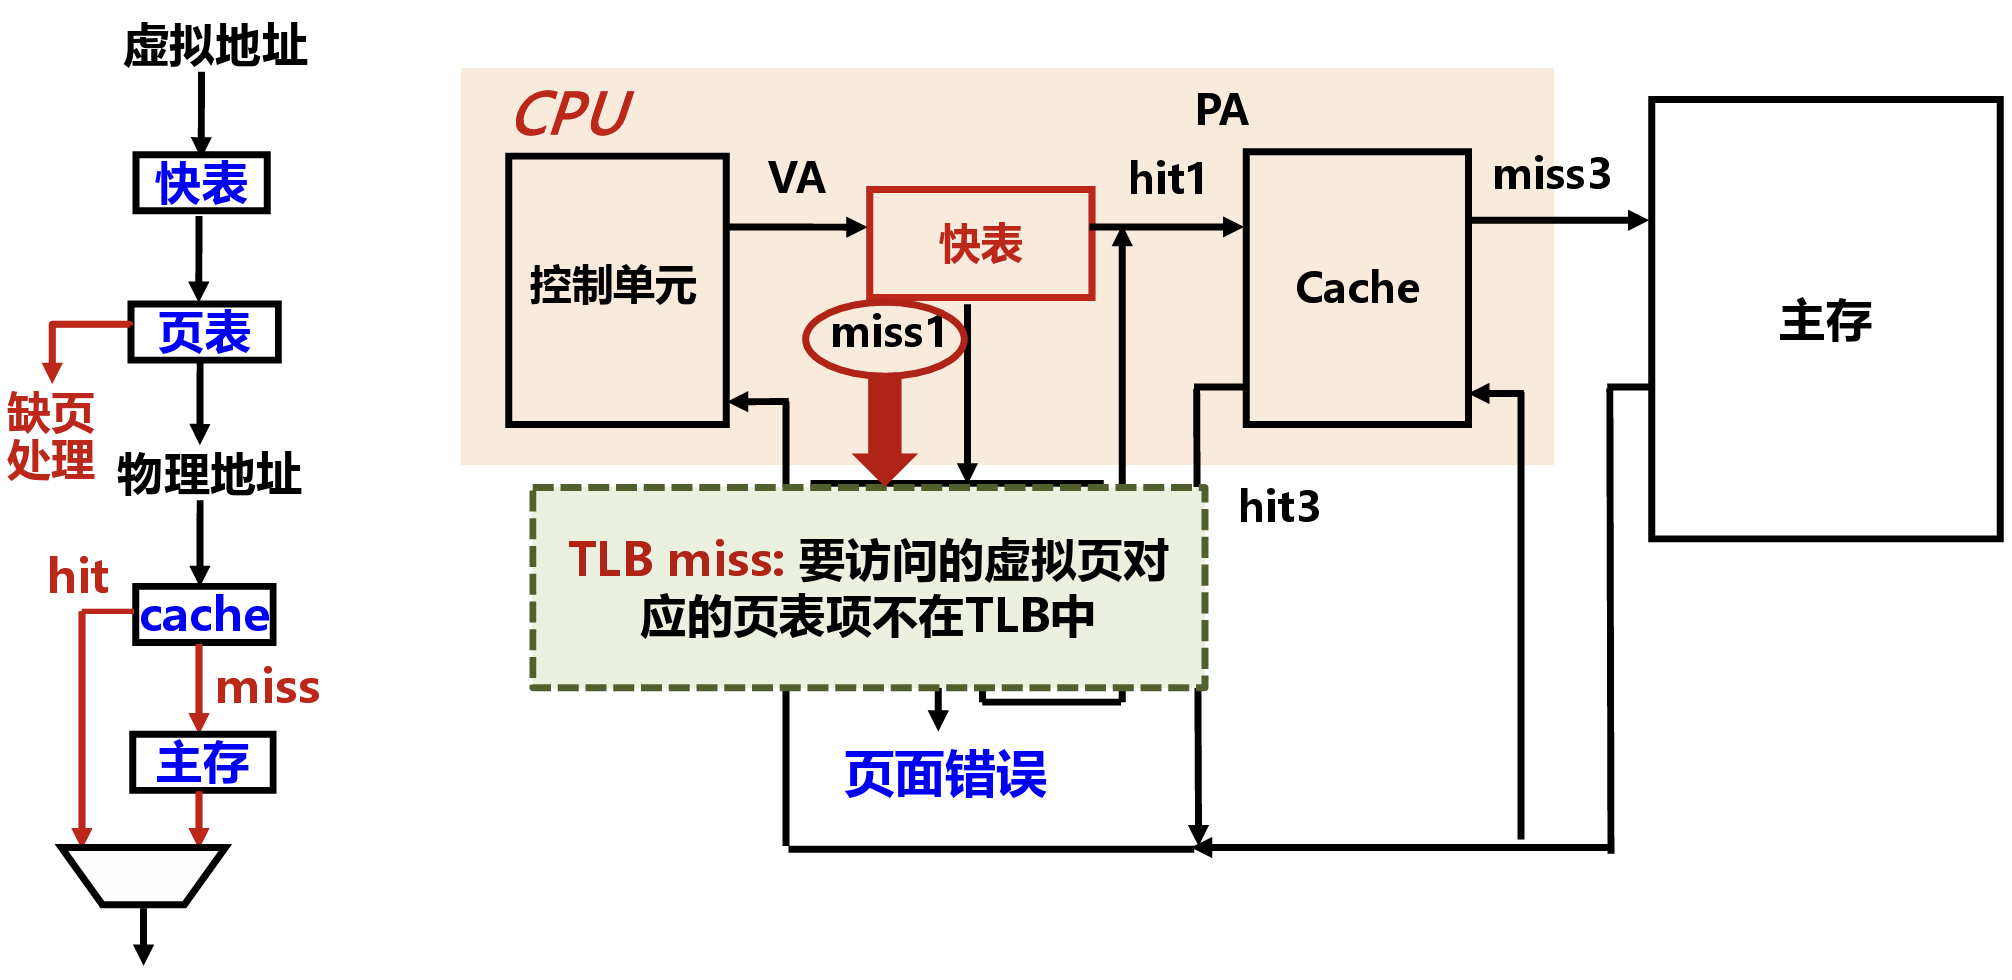 虚拟地址
快表
页表
缺页
处理
物理地址
hit
cache
miss
主存
CPU
PA
VA
hit1
miss3
快表
控制单元
Cache
主存
miss1
hit3
TLB miss: 要访问的虚拟页对
应的页表项不在TLB中
页面错误